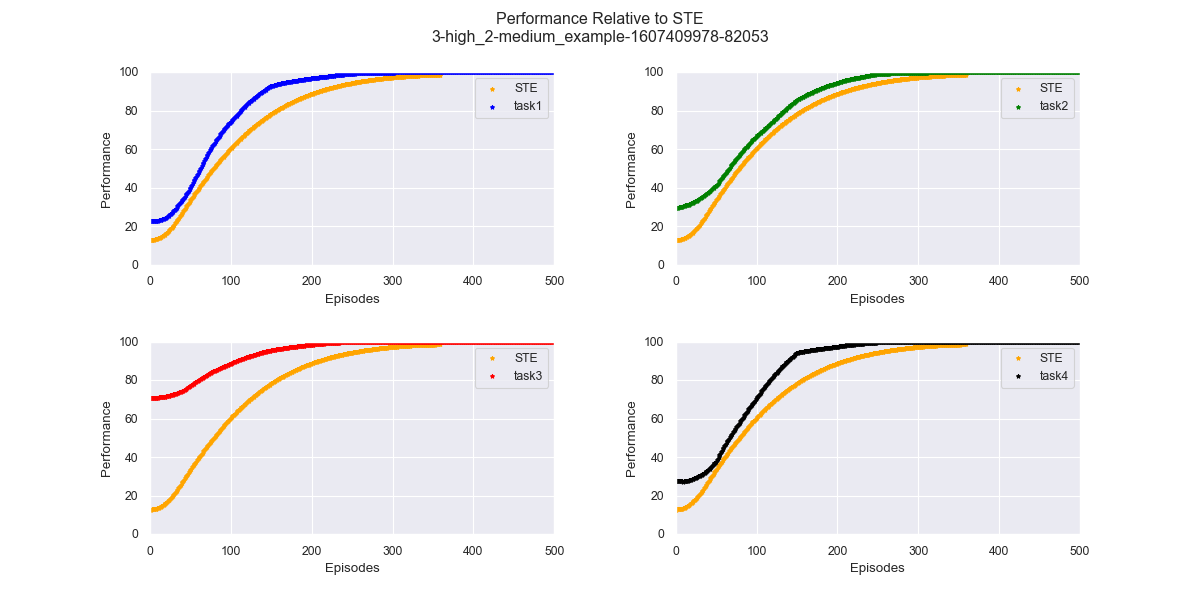 Performance Relative to STE
3-high_2-medium_example-1607409978-82053
100
80
60
40
20
0
Performance
STE
task1
0 100 200 300 400 500
Episodes
100
80
60
40
20
0
Performance
STE
task2
0 100 200 300 400 500
Episodes
100
80
60
40
20
0
Performance
STE
task3
0 100 200 300 400 500
Episodes
100
80
60
40
20
0
Performance
STE
task4
0 100 200 300 400 500
Episodes